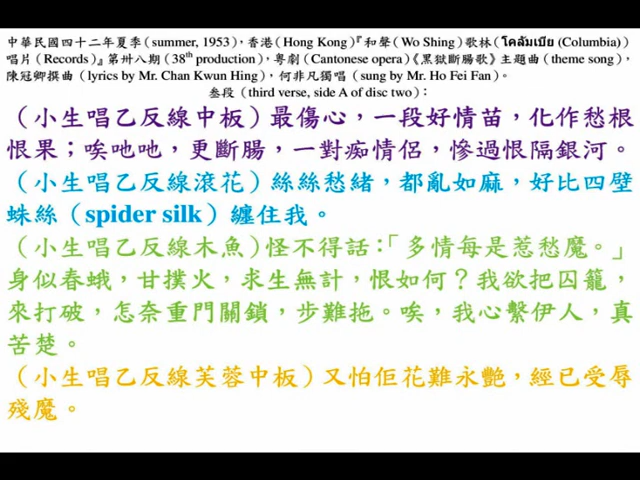 中華民國四十二年夏季（summer, 1953），香港（Hong Kong）『和聲（Wo Shing）歌林（โคลัมเบีย (Columbia)）
唱片（Records）』第卅八期（38th production），粵劇（Cantonese opera）《黑獄斷腸歌》主題曲（theme song），
陳冠卿撰曲（lyrics by Mr. Chan Kwun Hing），何非凡獨唱（sung by Mr. Ho Fei Fan）。
叁段（third verse, side A of disc two）：
（小生唱乙反線中板）最傷心，一段好情苗，化作愁根
恨果；唉吔吔，更斷腸，一對痴情侶，慘過恨隔銀河。
（小生唱乙反線滾花）絲絲愁緒，都亂如麻，好比四壁
蛛絲（spider silk）纏住我。
（小生唱乙反線木魚）怪不得話：「多情每是惹愁魔。」
身似春蛾，甘撲火，求生無計，恨如何？我欲把囚籠，
來打破，怎奈重門關鎖，步難拖。唉，我心繫伊人，真
苦楚。
（小生唱乙反線芙蓉中板）又怕佢花難永艷，經已受辱
殘魔。